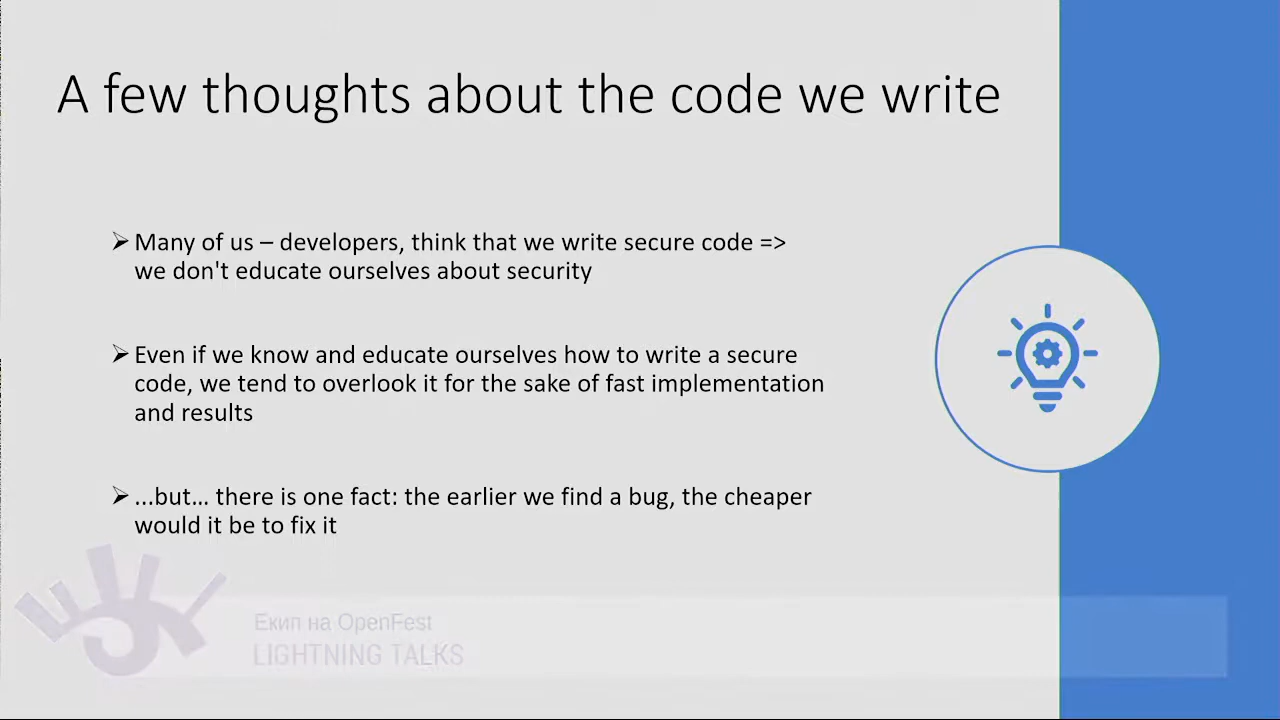 A few thoughts about the code we write
Many of us – developers, think that we write secure code =>
we don't educate ourselves about security
Even if we know and educate ourselves how to write a secure
code, we tend to overlook it for the sake of fast implementation
and results
...but… there is one fact: the earlier we find a bug, the cheaper
would it be to fix it
Екип на OpenFest
LIGHTNING TALKS